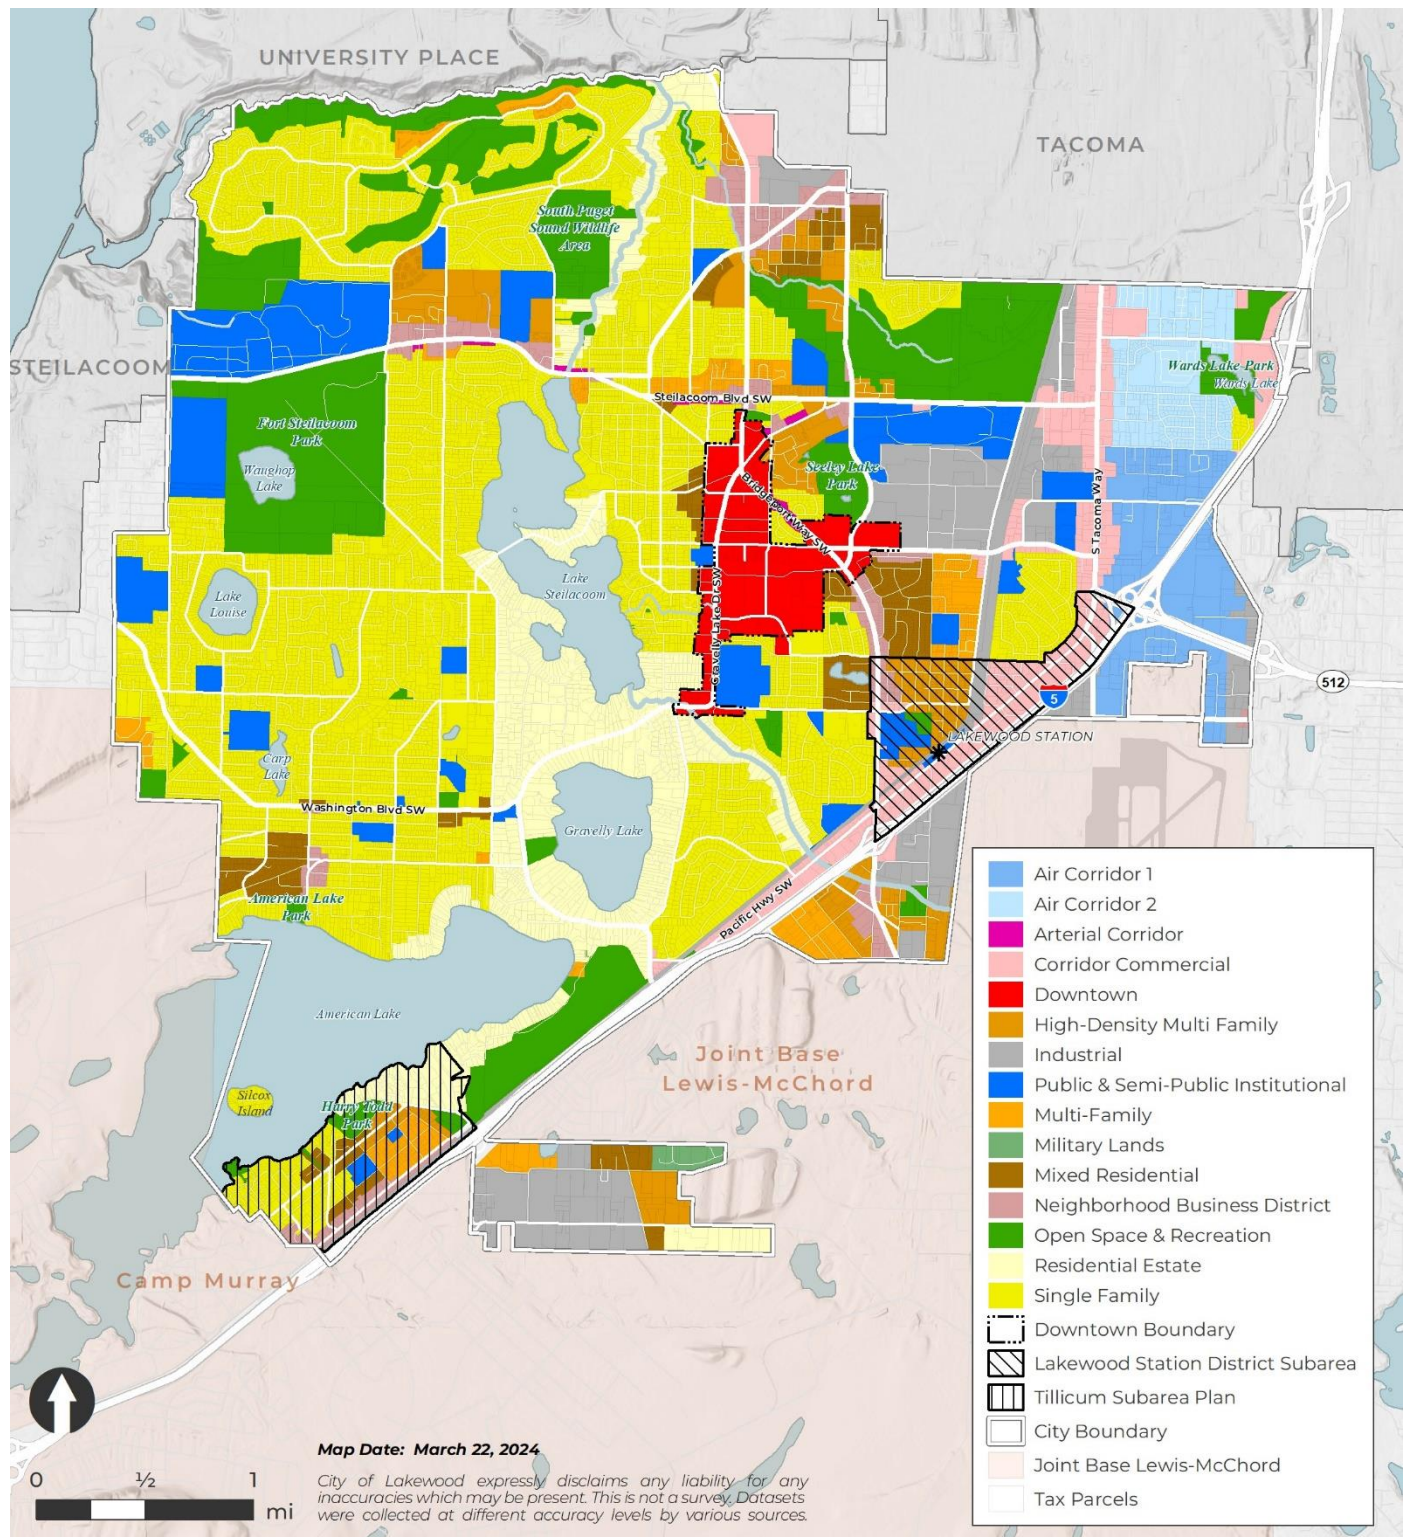 UNIVERSITY PLACE
TACOMA
South Puget
Sound Wildlife
Area
STEILACOOM
Wards Lake Park
Wards Lake
Steilacoom Blvd SW
Fort Steilacoom
Park
Waughop
Lake
Seeley Lake
Park
Bridgeport Way SW
S Tacoma Way
Lake
Louise
Lake
Steilacoom
Gravelly Lake Dr SW
512
5
LAKEWOOD STATION
Carp
Lake
Washington Blvd SW
Gravelly Lake
American Lake
Park
Pacific Hwy SW
American Lake
Joint Base
Lewis-McChord
Silcox
Island
Harry Todd
Park
Camp Murray
Air Corridor 1
Air Corridor 2
Arterial Corridor
Corridor Commercial
Downtown
High-Density Multi Family
Industrial
Public & Semi-Public Institutional
Multi-Family
Military Lands
Mixed Residential
Neighborhood Business District
Open Space & Recreation
Residential Estate
Single Family
Downtown Boundary
Lakewood Station District Subarea
Tillicum Subarea Plan
City Boundary
Joint Base Lewis-McChord
Tax Parcels
0 ½ 1
mi
Map Date: March 22, 2024
City of Lakewood expressly disclaims any liability for any
inaccuracies which may be present. This is not a survey. Datasets
were collected at different accuracy levels by various sources.